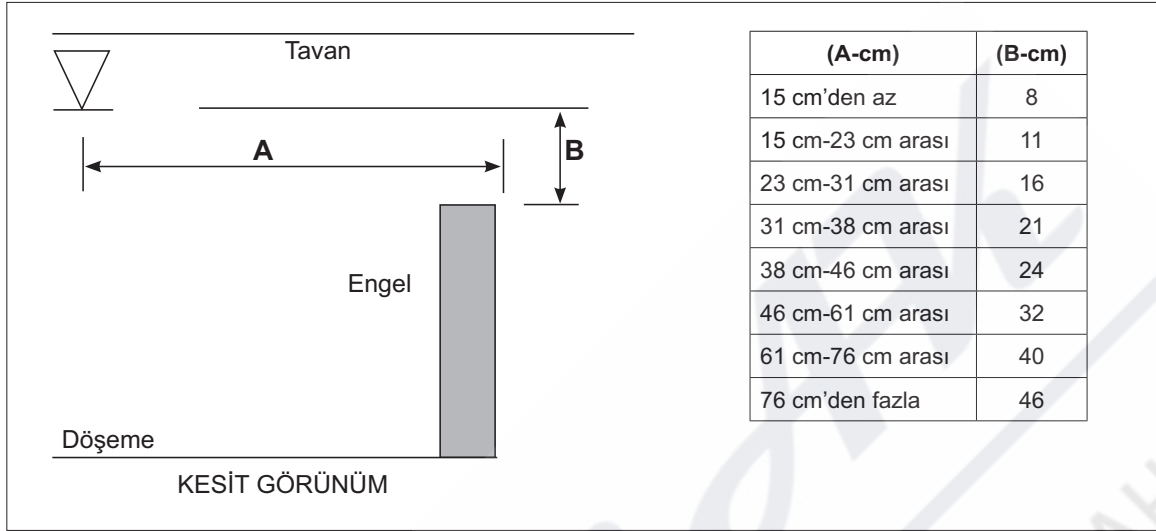 Tavan
A
B
Engel
Döşeme
KESİT GÖRÜNÜM
(A-cm) (B-cm)
15 cm’den az 8
15 cm-23 cm arası 11
23 cm-31 cm arası 16
31 cm-38 cm arası 21
38 cm-46 cm arası 24
46 cm-61 cm arası 32
61 cm-76 cm arası 40
76 cm’den fazla 46